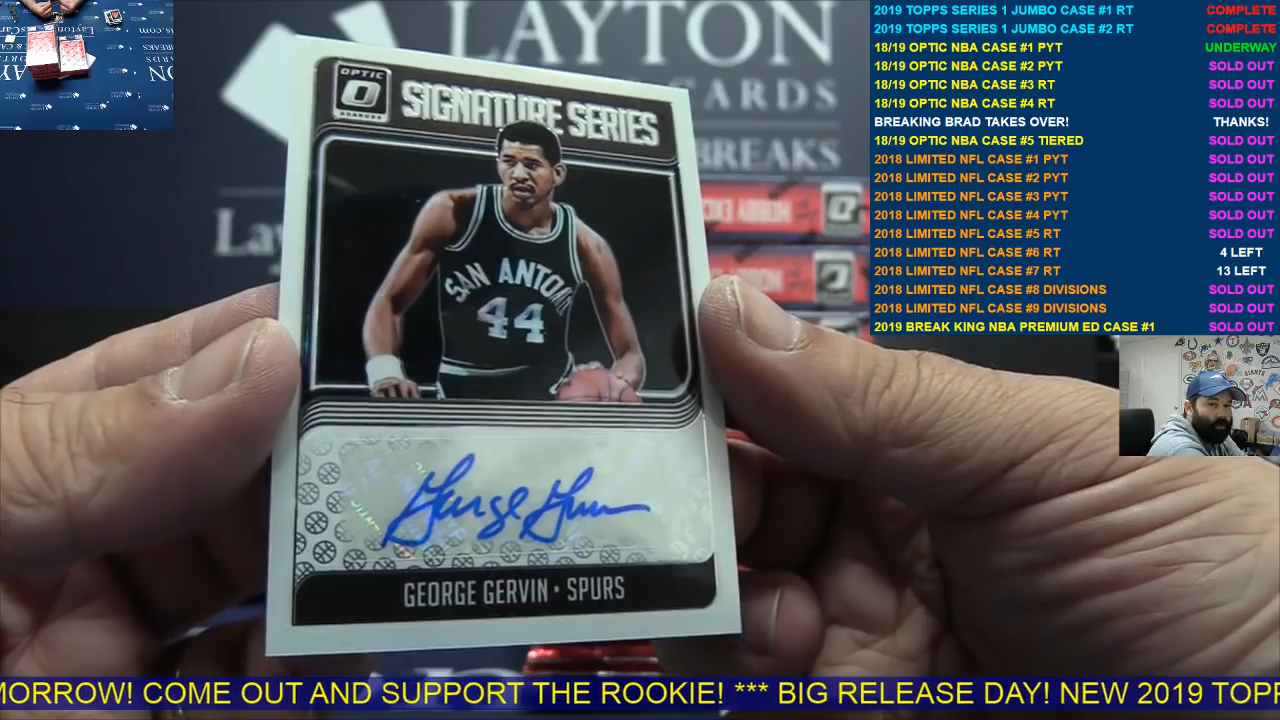 LAYTON
CARDS
BREAKS
Lay
OPTIC
SIGNATURE SERIES
SAN ANTONIO
44
George Gervin
GEORGE GERVIN • SPURS
2019 TOPPS SERIES 1 JUMBO CASE #1 RT COMPLETE
2019 TOPPS SERIES 1 JUMBO CASE #2 RT COMPLETE
18/19 OPTIC NBA CASE #1 PYT UNDERWAY
18/19 OPTIC NBA CASE #2 PYT SOLD OUT
18/19 OPTIC NBA CASE #3 RT SOLD OUT
18/19 OPTIC NBA CASE #4 RT SOLD OUT
BREAKING BRAD TAKES OVER! THANKS!
18/19 OPTIC NBA CASE #5 TIERED SOLD OUT
2018 LIMITED NFL CASE #1 PYT SOLD OUT
2018 LIMITED NFL CASE #2 PYT SOLD OUT
2018 LIMITED NFL CASE #3 PYT SOLD OUT
2018 LIMITED NFL CASE #4 PYT SOLD OUT
2018 LIMITED NFL CASE #5 RT SOLD OUT
2018 LIMITED NFL CASE #6 RT 4 LEFT
2018 LIMITED NFL CASE #7 RT 13 LEFT
2018 LIMITED NFL CASE #8 DIVISIONS SOLD OUT
2018 LIMITED NFL CASE #9 DIVISIONS SOLD OUT
2019 BREAK KING NBA PREMIUM ED CASE #1 SOLD OUT
GIANTS
MORROW! COME OUT AND SUPPORT THE ROOKIE! *** BIG RELEASE DAY! NEW 2019 TOPP